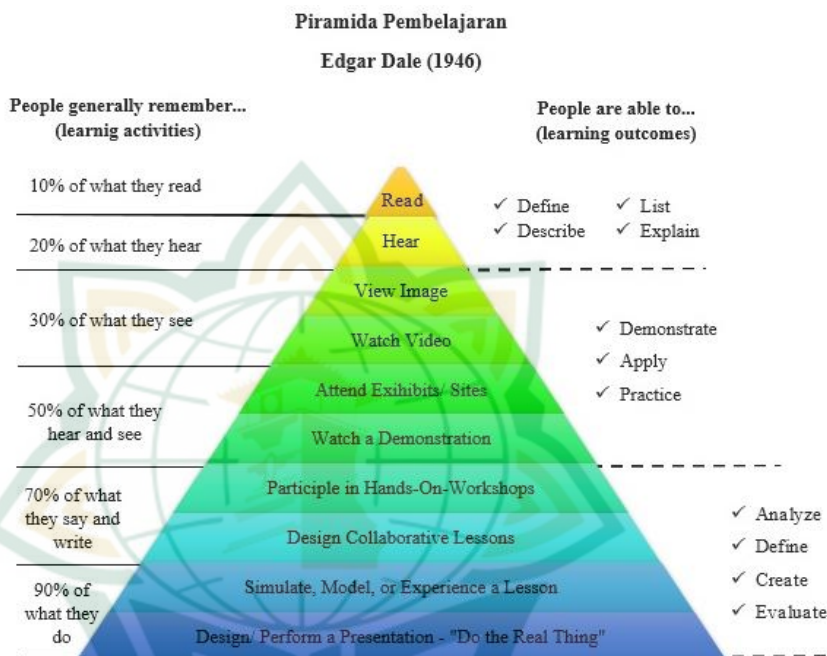 Piramida Pembelajaran
Edgar Dale (1946)
People generally remember...
(learnig activities)
People are able to...
(learning outcomes)
10% of what they read
20% of what they hear
30% of what they see
50% of what they
hear and see
70% of what
they say and
write
90% of
what they
do
Read
Hear
View Image
Watch Video
Attend Exihibits/ Sites
Watch a Demonstration
Participle in Hands-On-Workshops
Design Collaborative Lessons
Simulate, Model, or Experience a Lesson
Design/ Perform a Presentation - "Do the Real Thing"
✓ Define ✓ List
✓ Describe ✓ Explain
✓ Demonstrate
✓ Apply
✓ Practice
✓ Analyze
✓ Define
✓ Create
✓ Evaluate